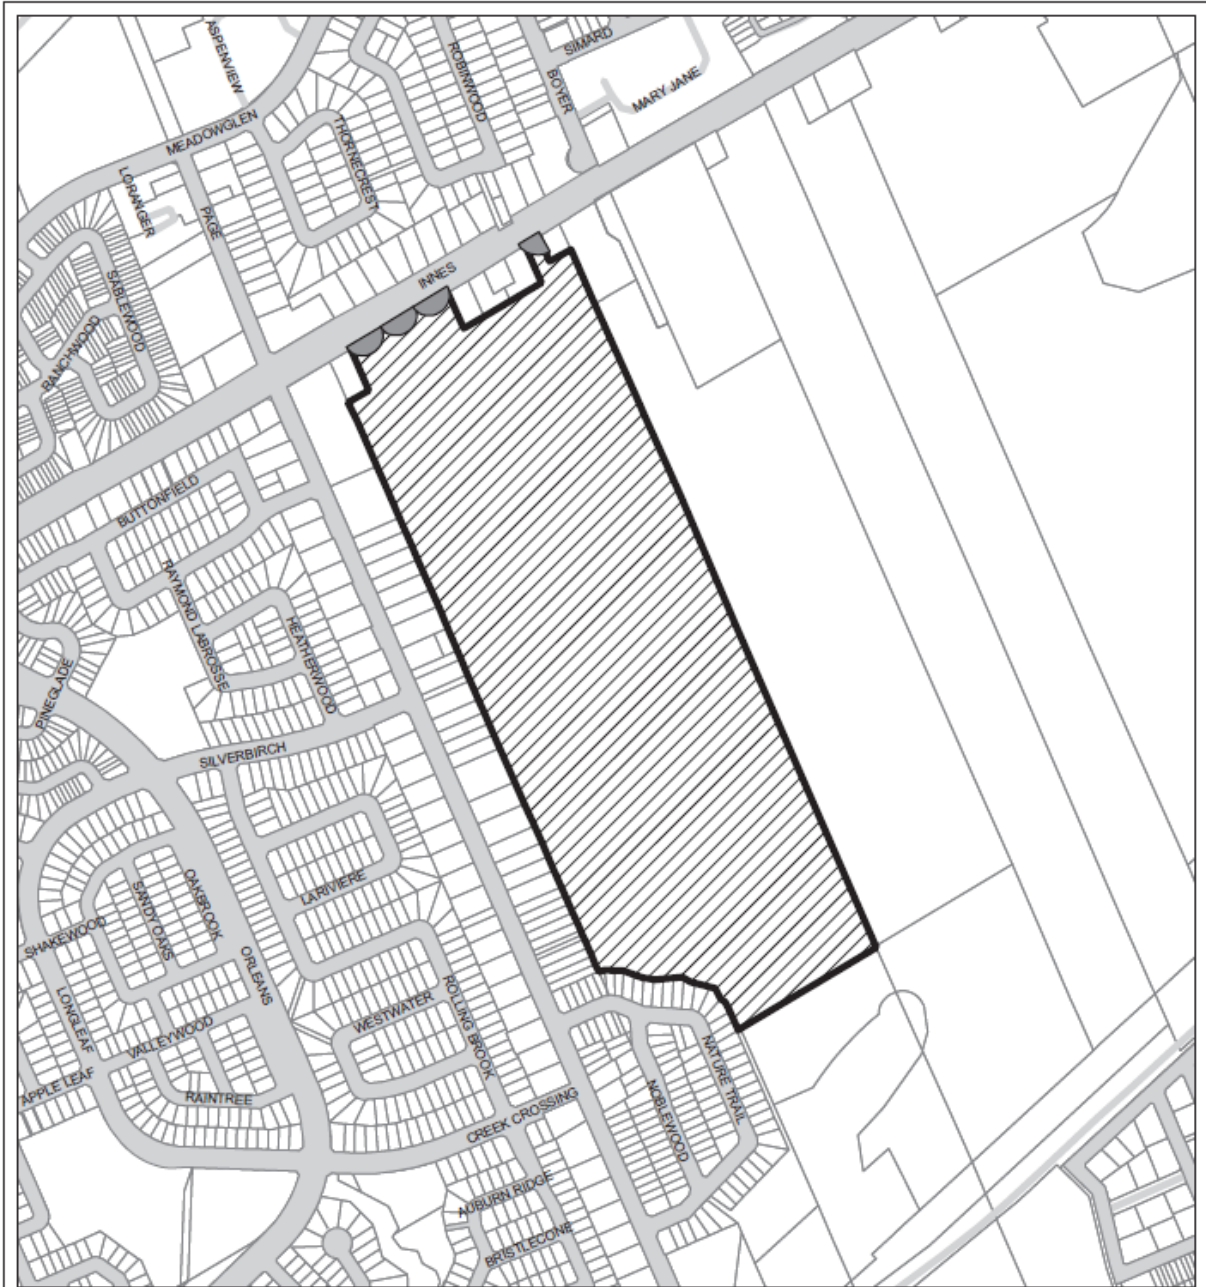 ASPENVIEW
ROBINWOOD
SIMARD
BOYER
MARY JANE
MEADOWGLEN
THORNECREST
LORANGER
PAGE
INNES
SABLEWOOD
RANCHWOOD
BUTTONFIELD
RAYMOND LABROSSE
HEATHERWOOD
PINEGLADE
SILVERBIRCH
LARIVIERE
OAKBROOK
SANDY OAKS
SHAKEWOOD
ORLEANS
LONGLEAF
ROLLING BROOK
WESTWATER
VALLEYWOOD
NATURE TRAIL
APPLE LEAF
RAINTREE
NOBLEWOOD
CREEK CROSSING
AUBURN RIDGE
BRISTLECONE